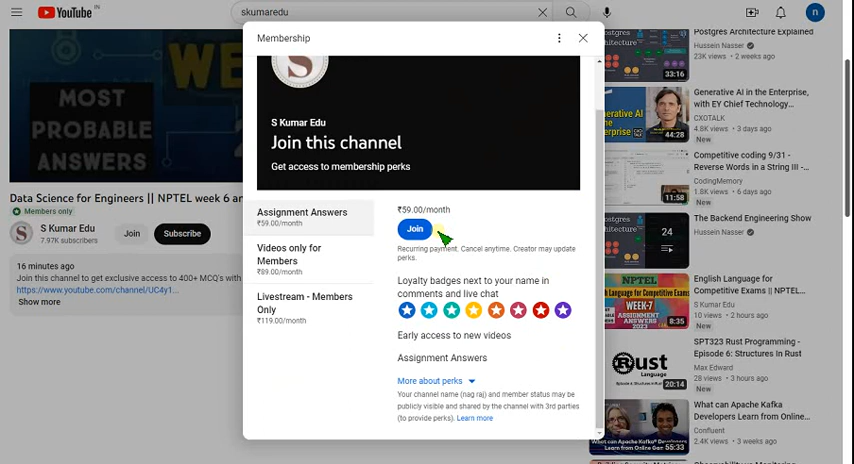 YouTube IN
skumaredu
n
MOST
PROBABLE
ANSWERS
Data Science for Engineers || NPTEL week 6 an
Members only
S Kumar Edu
7.97K subscribers
Join
Subscribe
16 minutes ago
Join this channel to get exclusive access to 400+ MCQ's with
https://www.youtube.com/channel/UC4y1...
Show more
Membership
S
S Kumar Edu
Join this channel
Get access to membership perks
Assignment Answers
₹59.00/month
Videos only for
Members
₹89.00/month
Livestream - Members
Only
₹119.00/month
₹59.00/month
Join
Recurring payment. Cancel anytime. Creator may update
perks.
Loyalty badges next to your name in
comments and live chat
Early access to new videos
Assignment Answers
More about perks
Your channel name (nag raj) and member status may be
publicly visible and shared by the channel with 3rd parties
(to provide perks). Learn more
Postgres Architecture Explained
Hussein Nasser
23K views • 2 weeks ago
33:16
Generative AI in the Enterprise,
with EY Chief Technology...
CXOTALK
4.8K views • 3 days ago
New
44:28
Competitive coding 9/31 -
Reverse Words in a String III -...
CodingMemory
1.8K views • 6 days ago
New
11:58
The Backend Engineering Show
Hussein Nasser
24
English Language for
Competitive Exams || NPTEL...
S Kumar Edu
10 views • 2 hours ago
New
NPTEL
WEEK-7
ASSIGNMENT
ANSWERS
2023
8:35
SPT323 Rust Programming -
Episode 6: Structures In Rust
Max Edward
28 views • 3 hours ago
New
Rust
20:14
What can Apache Kafka
Developers Learn from Online...
Confluent
2.4K views • 3 weeks ago
55:33